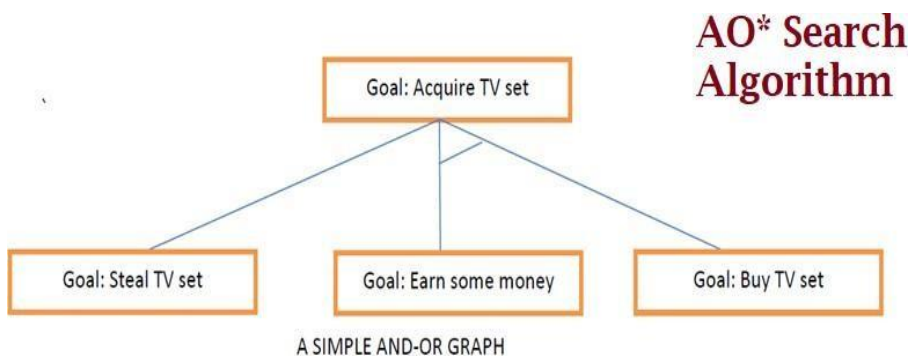 AO* Search
Algorithm
Goal: Acquire TV set
Goal: Steal TV set
Goal: Earn some money
Goal: Buy TV set
A SIMPLE AND-OR GRAPH